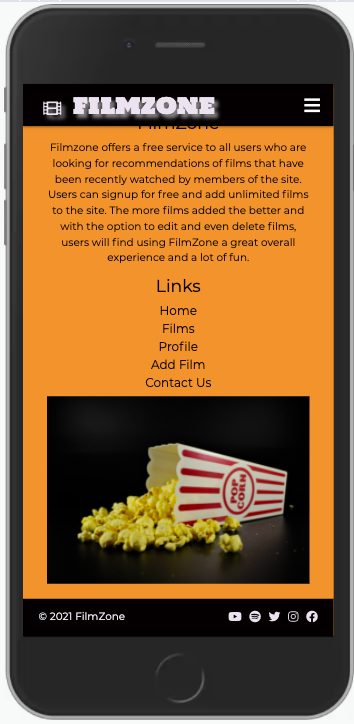 FILMZONE
FilmZone
Filmzone offers a free service to all users who are
looking for recommendations of films that have
been recently watched by members of the site.
Users can signup for free and add unlimited films
to the site. The more films added the better and
with the option to edit and even delete films,
users will find using FilmZone a great overall
experience and a lot of fun.
Links
Home
Films
Profile
Add Film
Contact Us
POP
CORN
© 2021 FilmZone